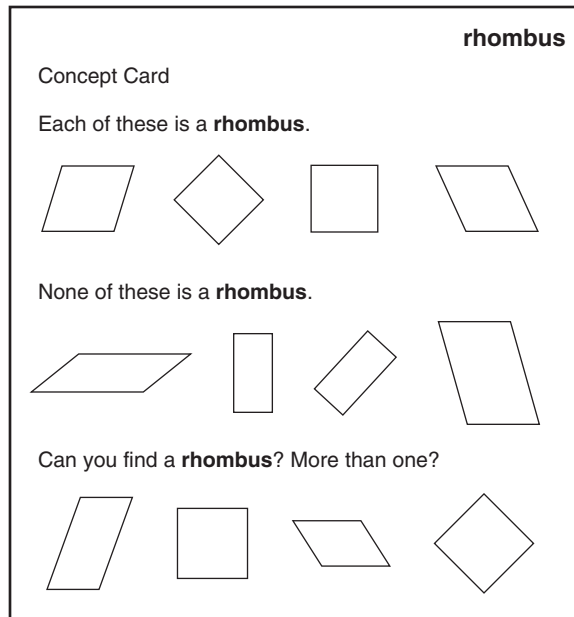 rhombus
Concept Card
Each of these is a rhombus.
None of these is a rhombus.
Can you find a rhombus? More than one?